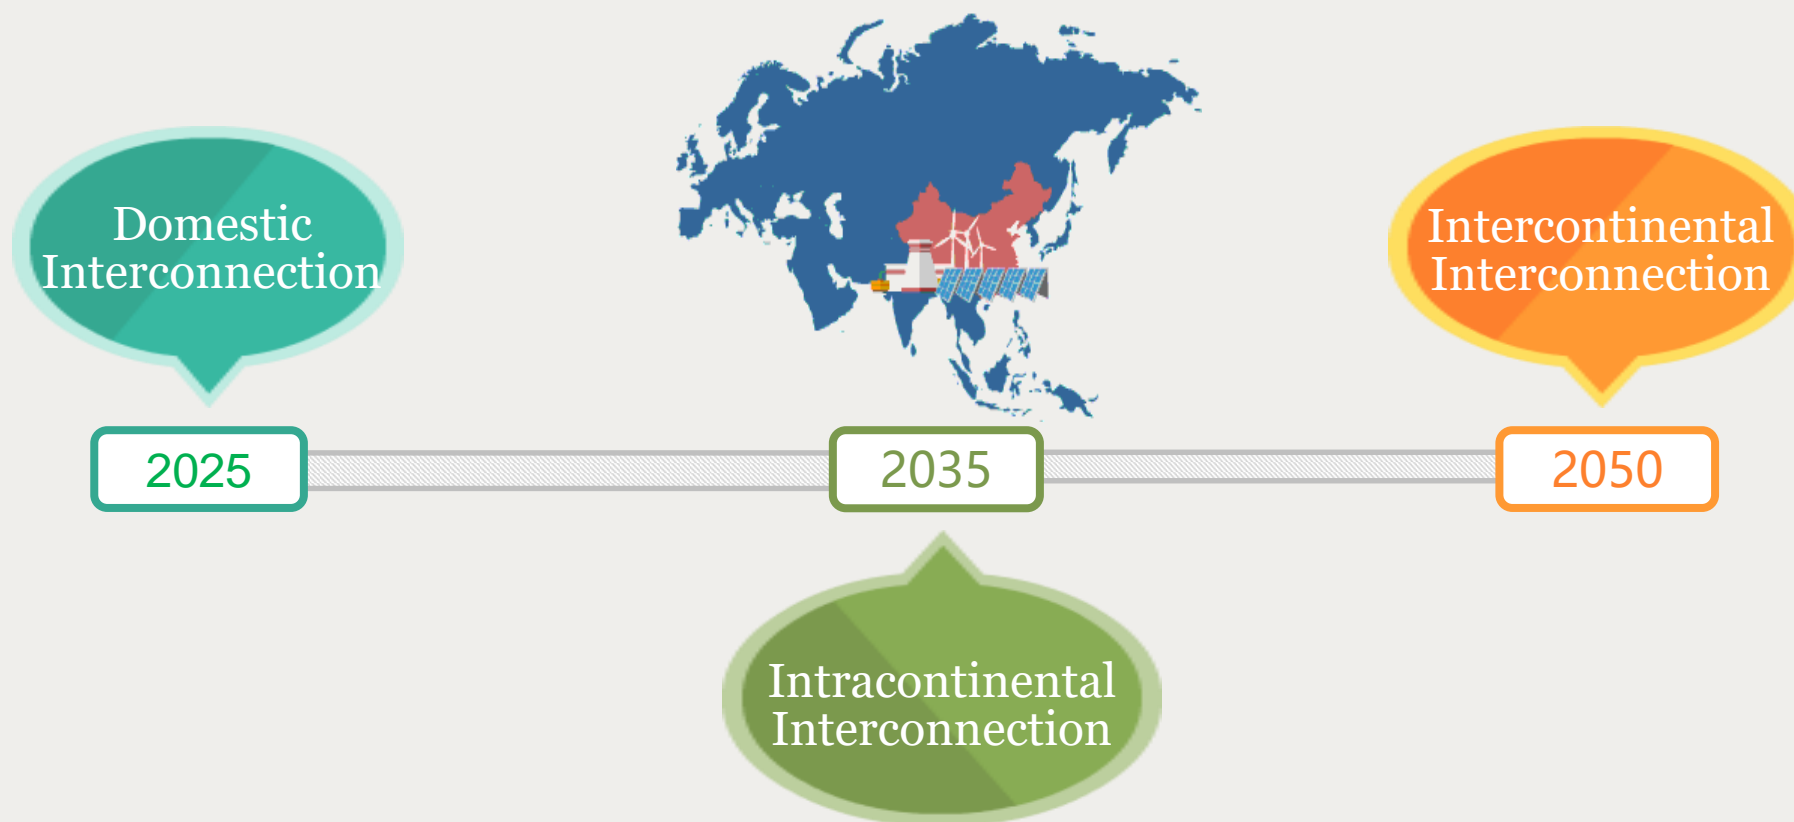 Domestic
Interconnection
2025
2035
Intracontinental
Interconnection
Intercontinental
Interconnection
2050